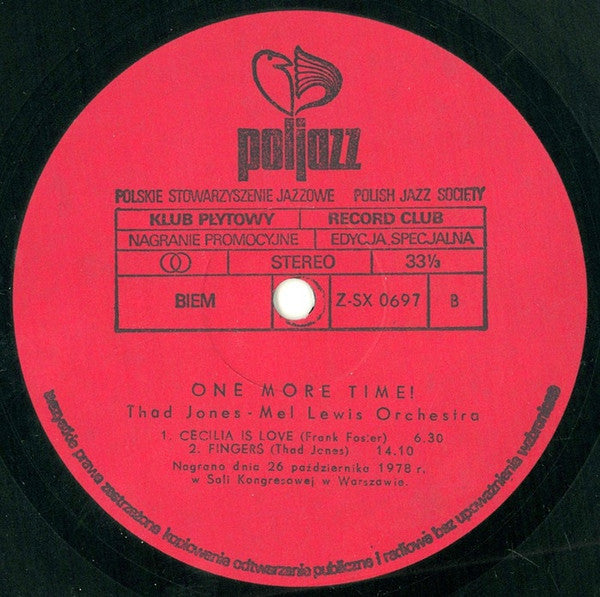 poljazz
POLSKIE STOWARZYSZENIE JAZZOWE POLISH JAZZ SOCIETY
KLUB PŁYTOWY RECORD CLUB
NAGRANIE PROMOCYJNE EDYCJA SPECJALNA
STEREO 33⅓
BIEM Z-SX 0697 B
ONE MORE TIME!
Thad Jones - Mel Lewis Orchestra
1. CECILIA IS LOVE (Frank Foster) 6.30
2. FINGERS (Thad Jones) 14.10
Nagrano dnia 26 października 1978 r.
w Sali Kongresowej w Warszawie.
wszystkie prawa zastrzeżone kopiowanie odtwarzanie publiczne i radiowe bez upoważnienia wzbronione